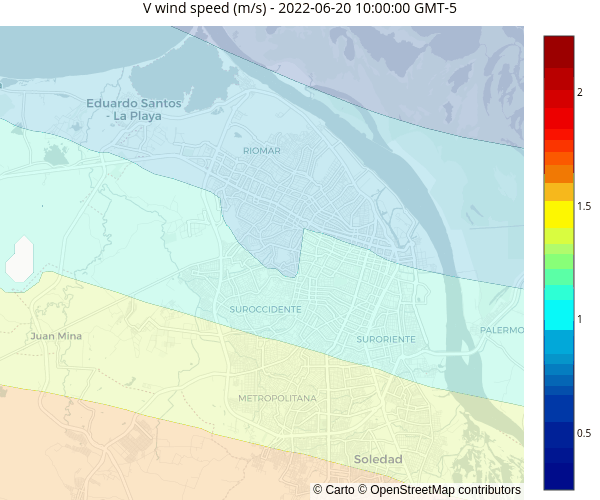 V wind speed (m/s) - 2022-06-20 10:00:00 GMT-5
Eduardo Santos
- La Playa
RIOMAR
SUROCCIDENTE
SURORIENTE
PALERMO
Juan Mina
METROPOLITANA
Soledad
2
1.5
1
0.5
© Carto © OpenStreetMap contributors